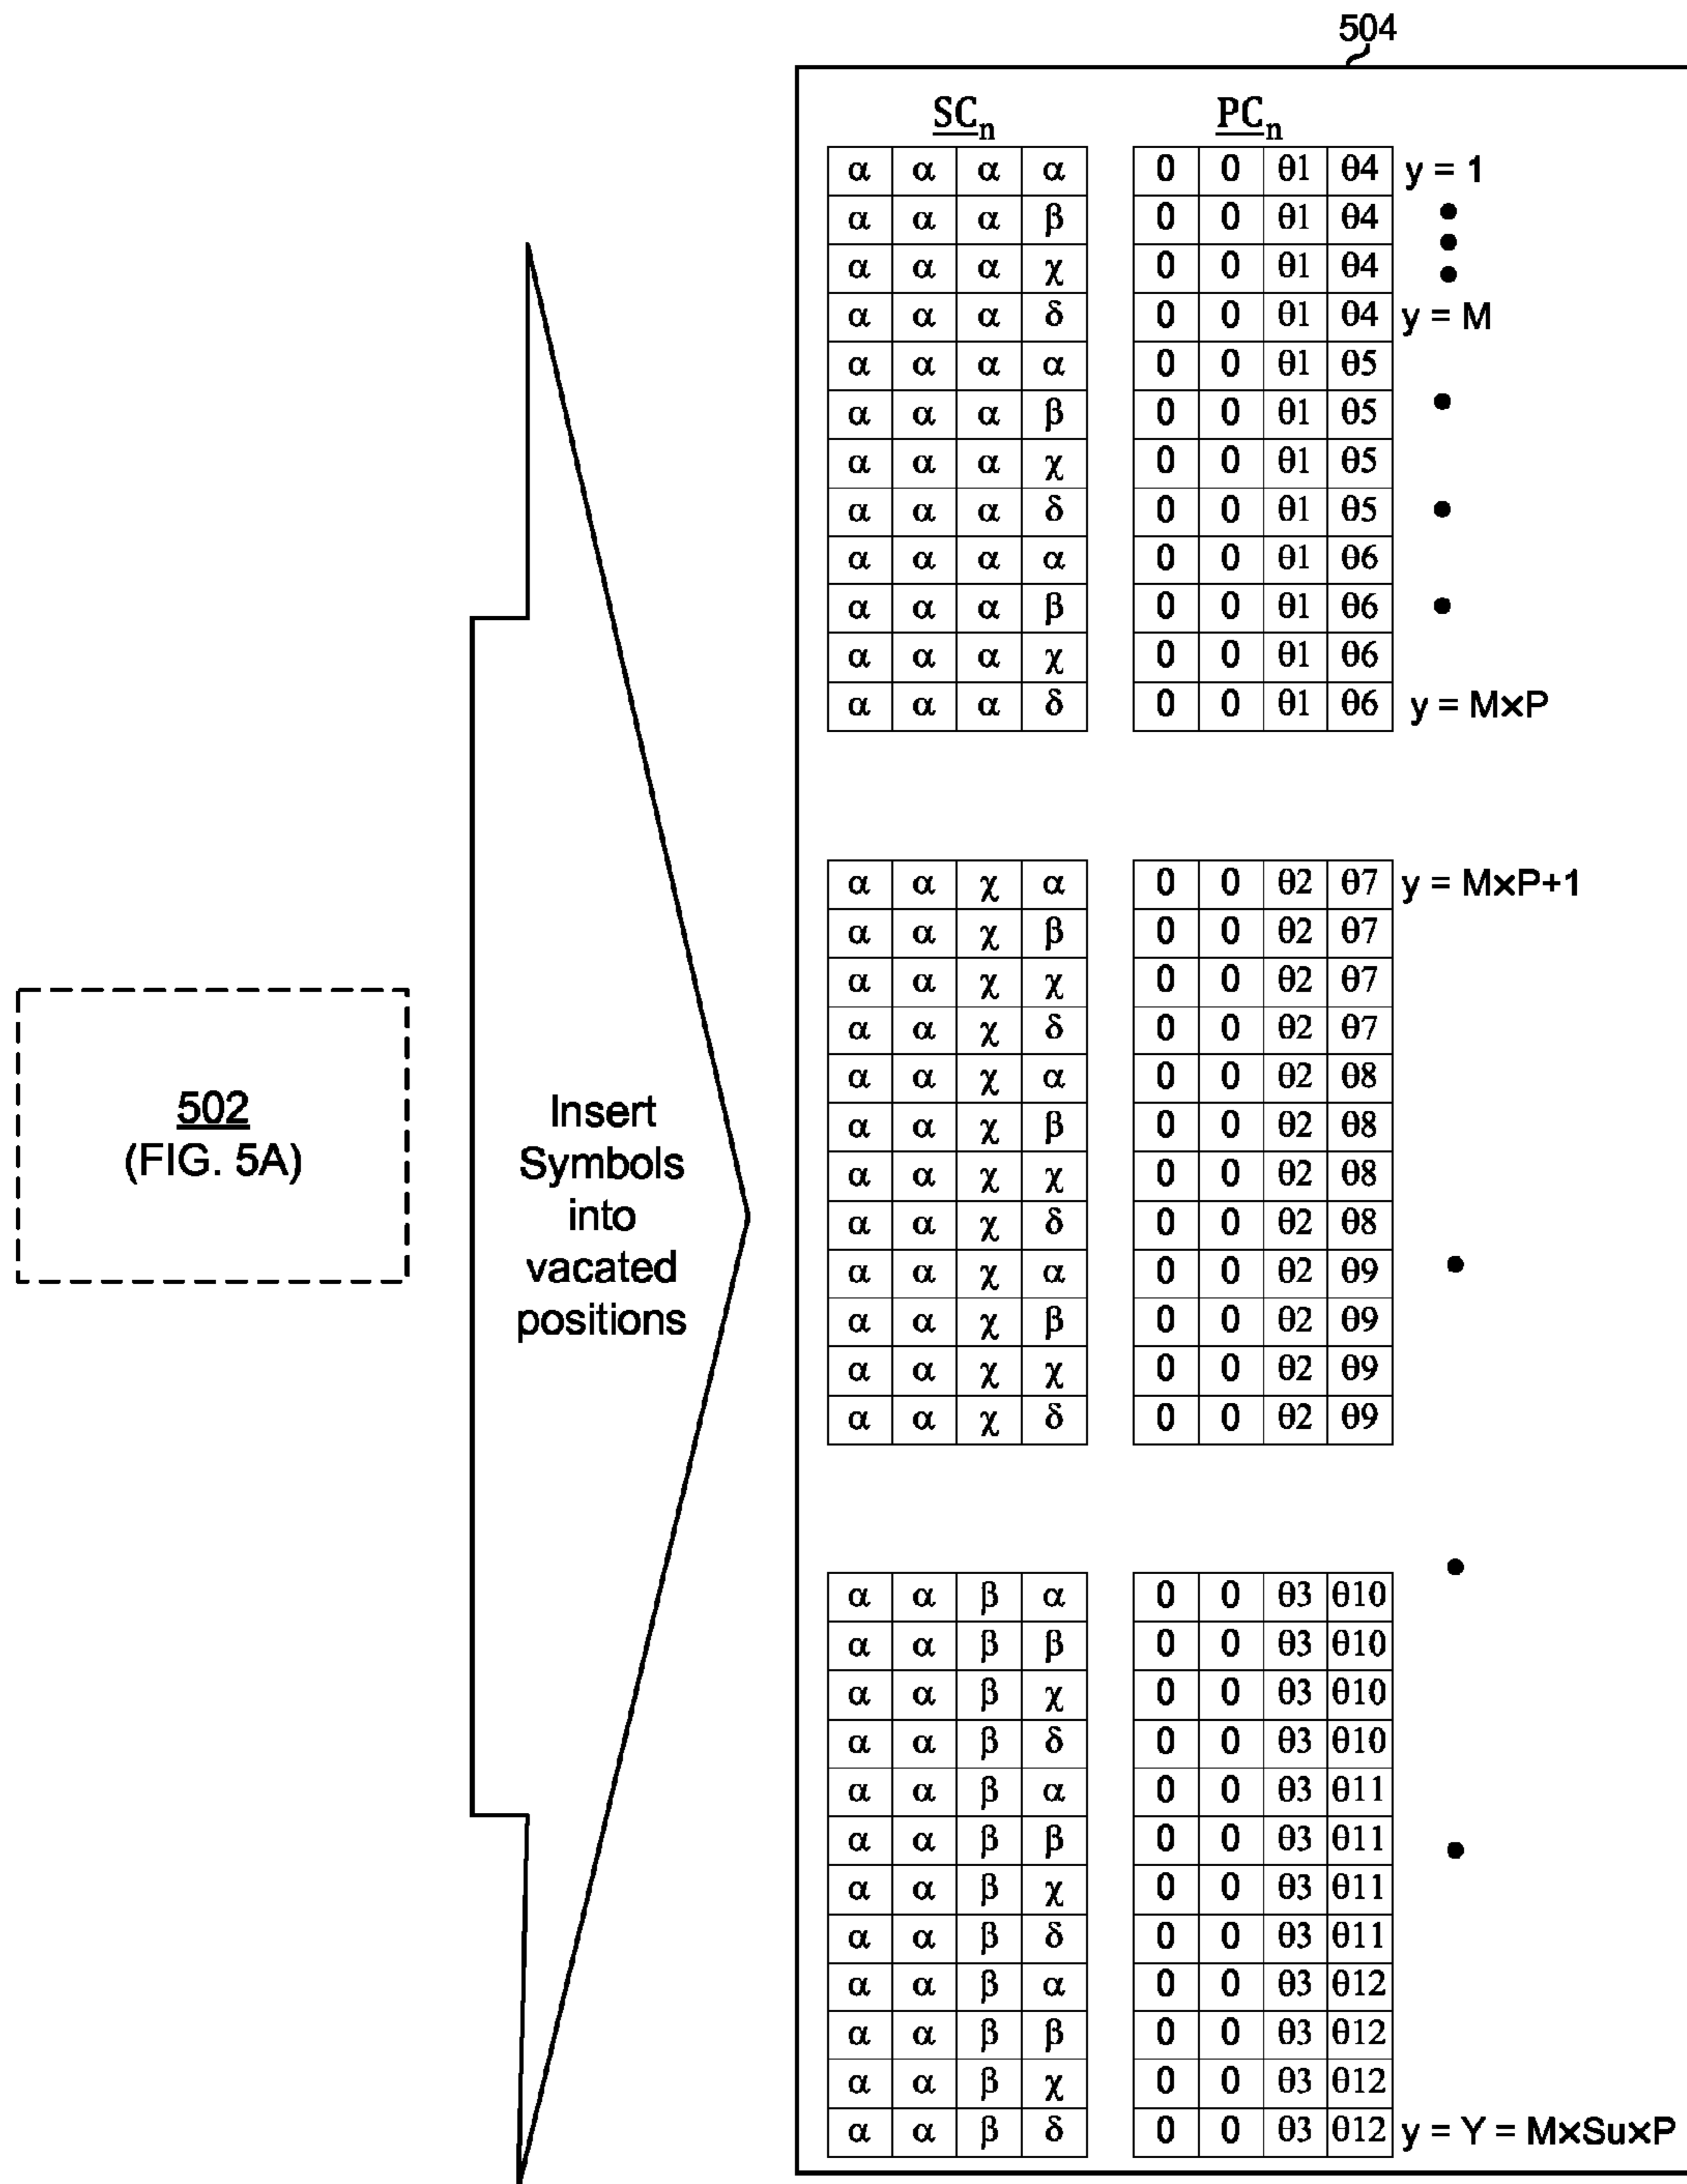 504
SCn PCn
α α α α 0 0 θ1 θ4 y = 1
α α α β 0 0 θ1 θ4
α α α χ 0 0 θ1 θ4
α α α δ 0 0 θ1 θ4 y = M
α α α α 0 0 θ1 θ5
α α α β 0 0 θ1 θ5
α α α χ 0 0 θ1 θ5
α α α δ 0 0 θ1 θ5
α α α α 0 0 θ1 θ6
α α α β 0 0 θ1 θ6
α α α χ 0 0 θ1 θ6
α α α δ 0 0 θ1 θ6 y = M×P
α α χ α 0 0 θ2 θ7 y = M×P+1
α α χ β 0 0 θ2 θ7
α α χ χ 0 0 θ2 θ7
α α χ δ 0 0 θ2 θ7
α α χ α 0 0 θ2 θ8
α α χ β 0 0 θ2 θ8
α α χ χ 0 0 θ2 θ8
α α χ δ 0 0 θ2 θ8
α α χ α 0 0 θ2 θ9
α α χ β 0 0 θ2 θ9
α α χ χ 0 0 θ2 θ9
α α χ δ 0 0 θ2 θ9
α α β α 0 0 θ3 θ10
α α β β 0 0 θ3 θ10
α α β χ 0 0 θ3 θ10
α α β δ 0 0 θ3 θ10
α α β α 0 0 θ3 θ11
α α β β 0 0 θ3 θ11
α α β χ 0 0 θ3 θ11
α α β δ 0 0 θ3 θ11
α α β α 0 0 θ3 θ12
α α β β 0 0 θ3 θ12
α α β χ 0 0 θ3 θ12
α α β δ 0 0 θ3 θ12 y = Y = M×Su×P
502
(FIG. 5A)
Insert
Symbols
into
vacated
positions